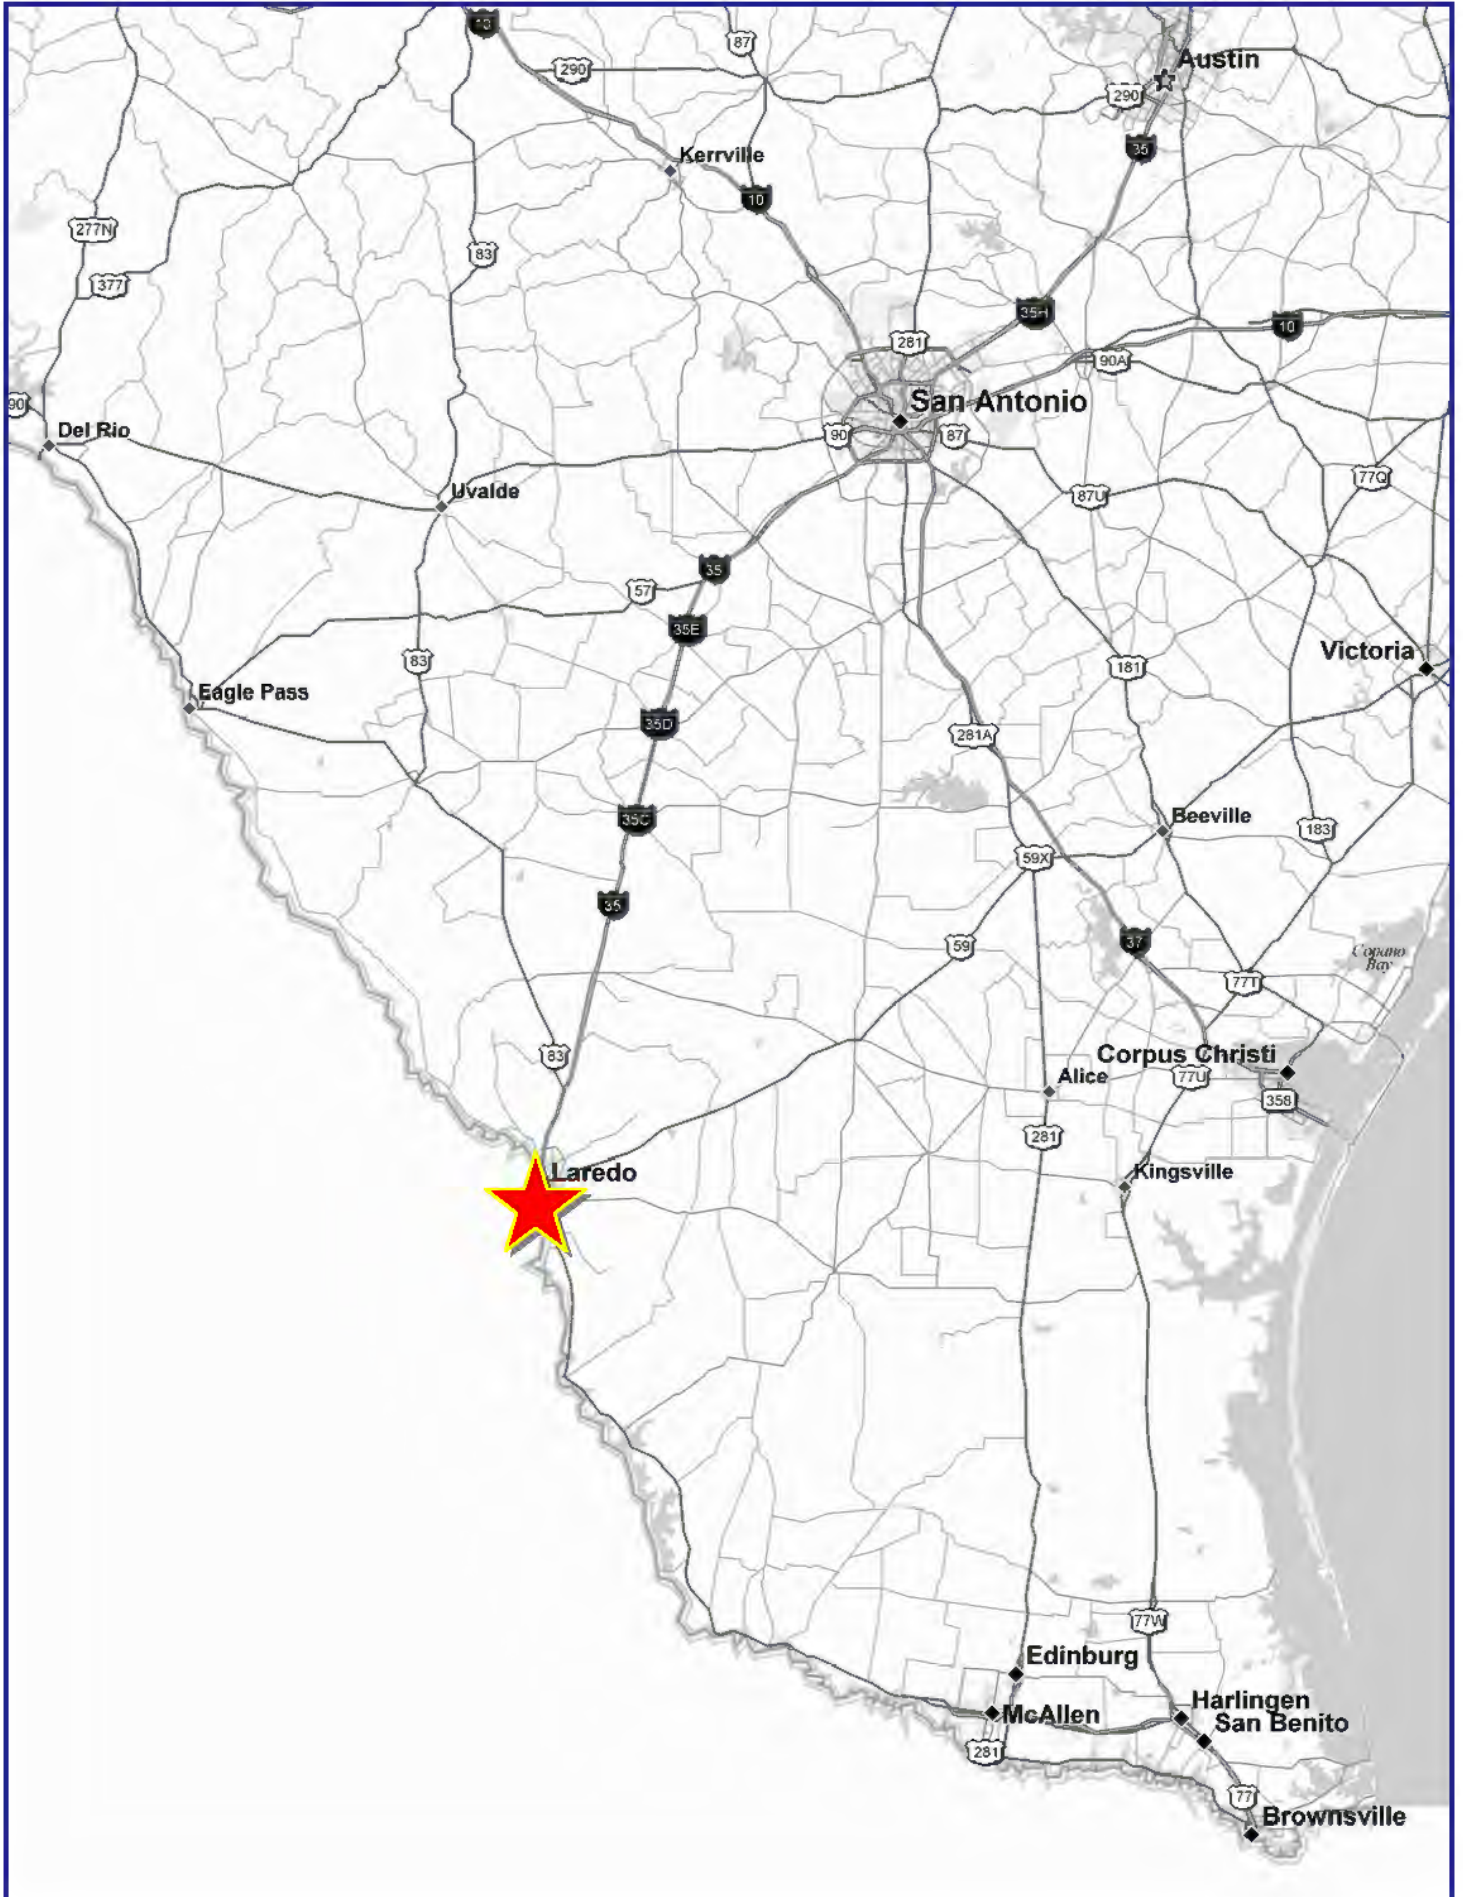 10
87
290
Austin
290
35
Kerrville
10
277N
83
377
35H
10
281
90A
90
San Antonio
Del Rio
90
87
77Q
Uvalde
87U
35
57
35E
Victoria
83
181
Eagle Pass
35D
281A
35C
Beeville
183
59X
35
37
59
Copano
Bay
77T
83
Corpus Christi
Alice
77U
358
281
Laredo
Kingsville
77W
Edinburg
Harlingen
McAllen
San Benito
281
77
Brownsville